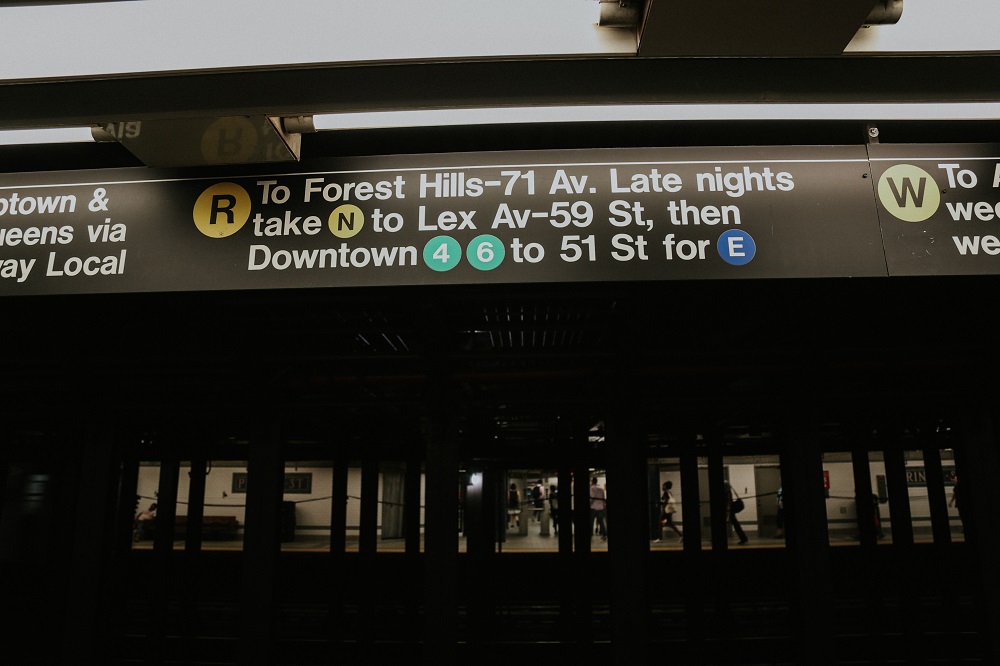 ptown &
ueens via
way Local
R To Forest Hills-71 Av. Late nights
take N to Lex Av-59 St, then
Downtown 4 6 to 51 St for E
W To
wee
we